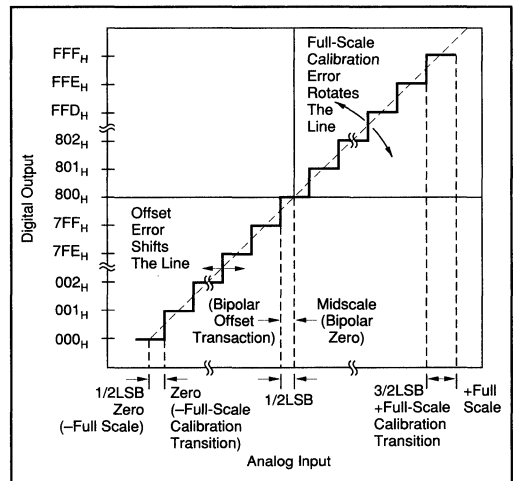 Full-Scale
Calibration
Error
Rotates
The
Line
FFF_H
FFE_H
FFD_H
802_H
801_H
800_H
7FF_H
7FE_H
002_H
001_H
000_H
Digital Output
Offset
Error
Shifts
The Line
(Bipolar
Offset
Transaction)
Midscale
(Bipolar
Zero)
1/2LSB
Zero
(–Full Scale)
Zero
(–Full-Scale
Calibration
Transition)
1/2LSB
3/2LSB
+Full-Scale
Calibration
Transition
+Full
Scale
Analog Input